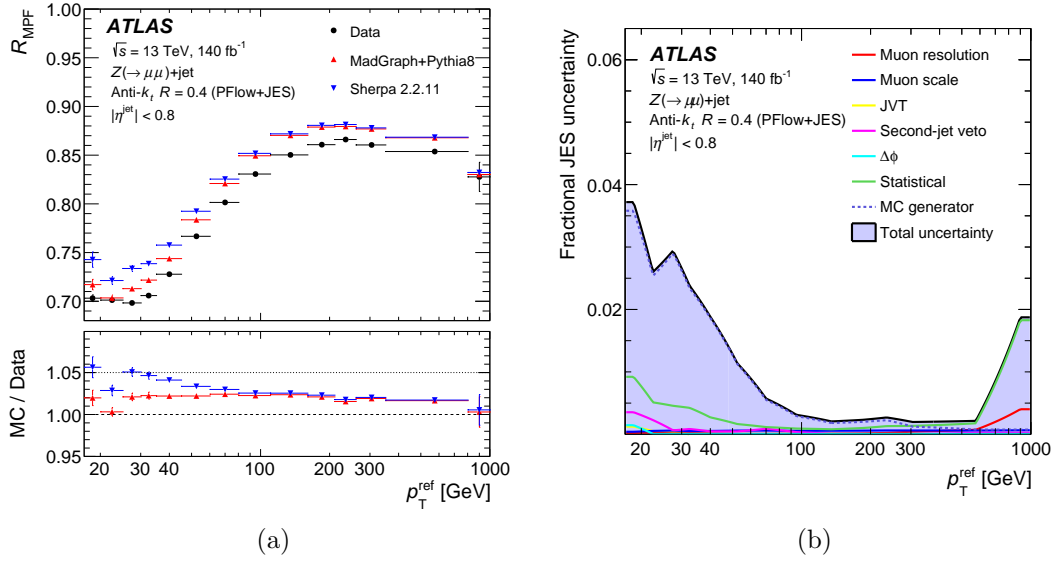 R_MPF
1.00
0.95
0.90
0.85
0.80
0.75
0.70
ATLAS
√s = 13 TeV, 140 fb⁻¹
Z(→ μμ)+jet
Anti-k_t R = 0.4 (PFlow+JES)
|η^jet| < 0.8
Data
MadGraph+Pythia8
Sherpa 2.2.11
MC / Data
1.05
1.00
0.95
20 30 40 100 200 300 1000
p_T^ref [GeV]
(a)
Fractional JES uncertainty
0.06
0.04
0.02
ATLAS
√s = 13 TeV, 140 fb⁻¹
Z(→ μμ)+jet
Anti-k_t R = 0.4 (PFlow+JES)
|η^jet| < 0.8
Muon resolution
Muon scale
JVT
Second-jet veto
Δϕ
Statistical
MC generator
Total uncertainty
20 30 40 100 200 300 1000
p_T^ref [GeV]
(b)